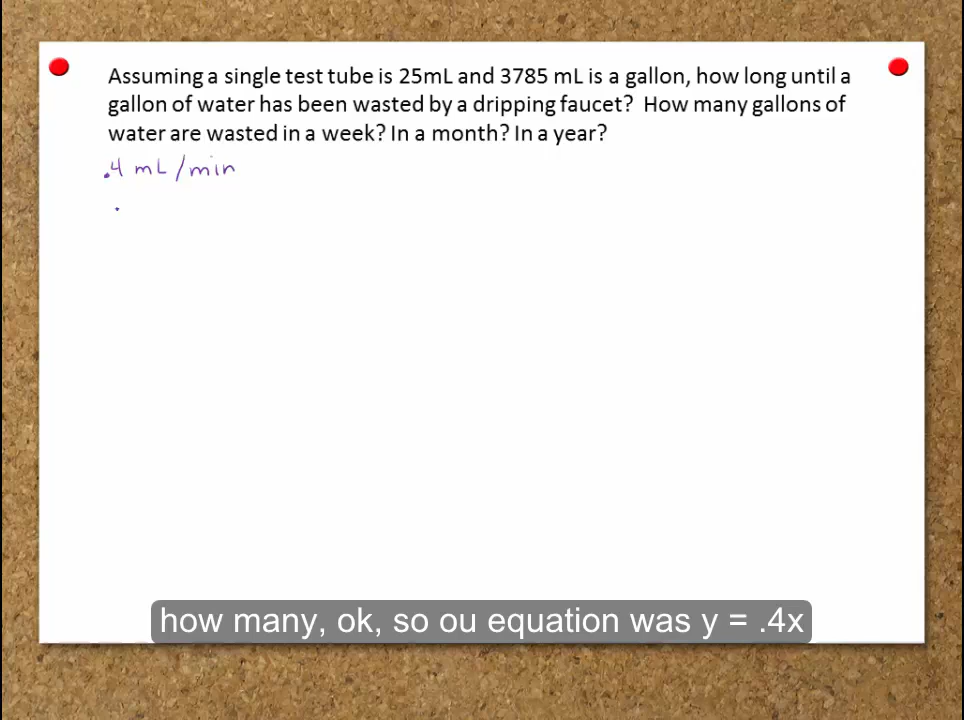 Assuming a single test tube is 25mL and 3785 mL is a gallon, how long until a
gallon of water has been wasted by a dripping faucet? How many gallons of
water are wasted in a week? In a month? In a year?
.4 mL/min
how many, ok, so ou equation was y = .4x